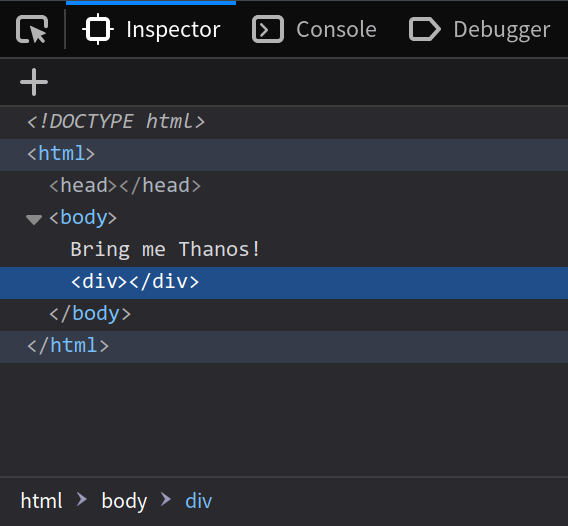 Inspector Console Debugger
+
<!DOCTYPE html>
<html>
<head></head>
<body>
Bring me Thanos!
<div></div>
</body>
</html>
html > body > div